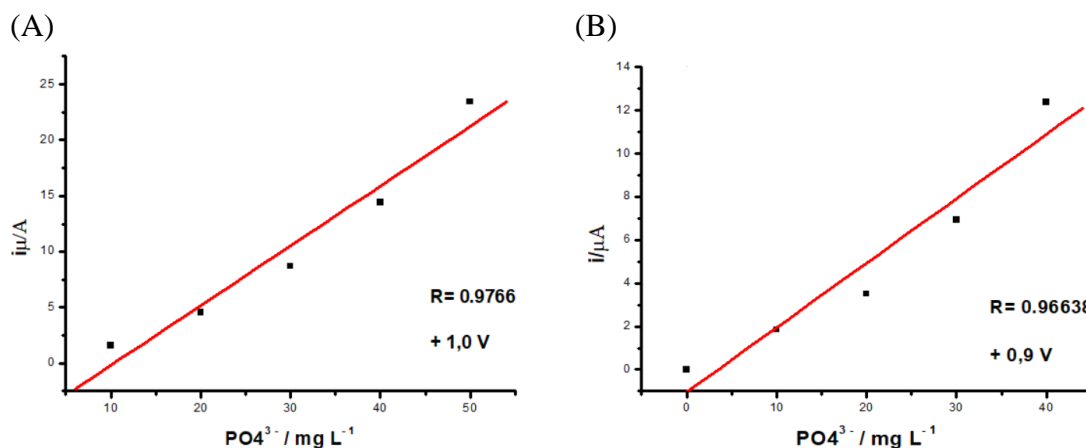 (A)
(B)
25
20
15
10
5
0
iμ/A
R= 0.9766
+ 1,0 V
10 20 30 40 50
PO4³⁻ / mg L⁻¹
14
12
10
8
6
4
2
0
i/μA
R= 0.96638
+ 0,9 V
0 10 20 30 40
PO4³⁻ / mg L⁻¹